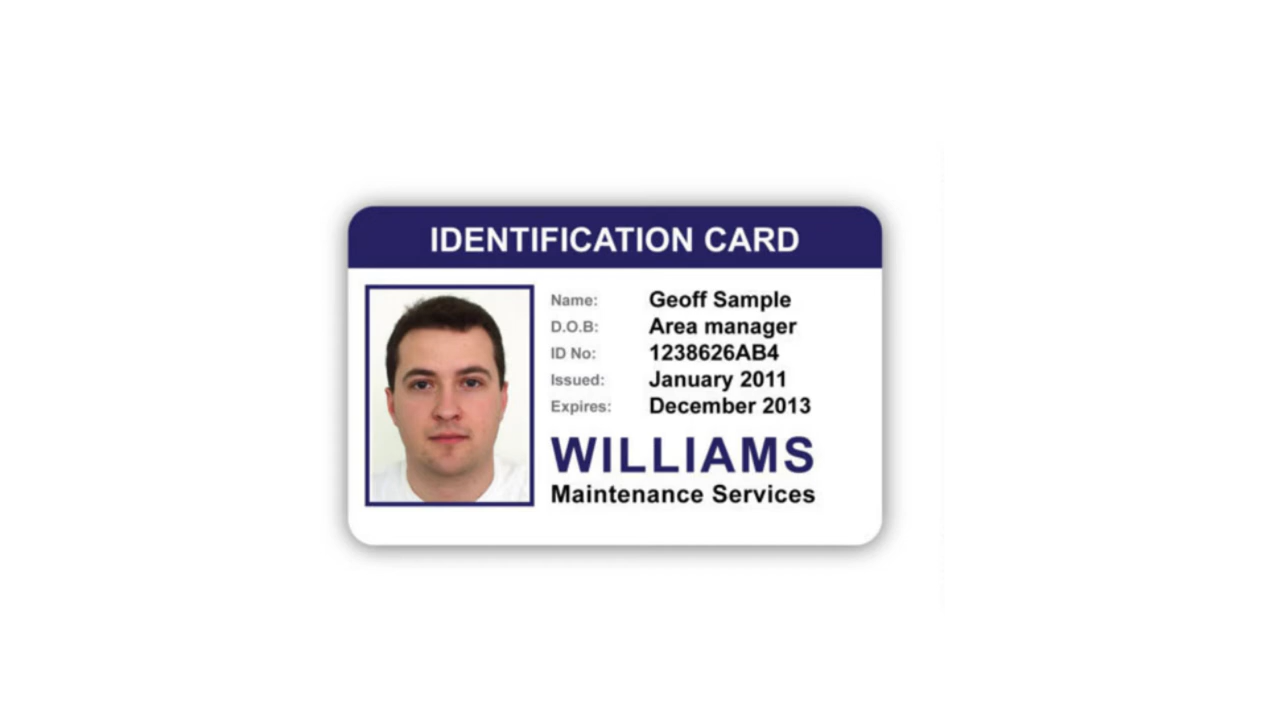 IDENTIFICATION CARD
Name: Geoff Sample
D.O.B: Area manager
ID No: 1238626AB4
Issued: January 2011
Expires: December 2013
WILLIAMS
Maintenance Services